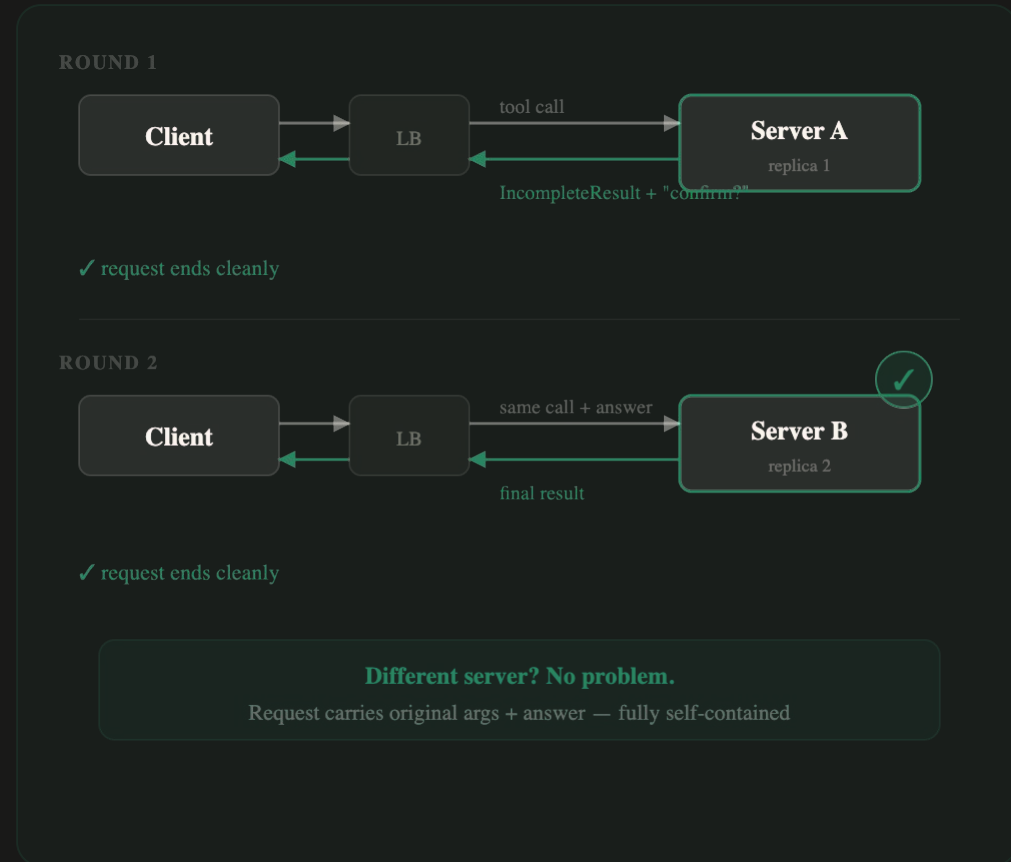 ROUND 1
Client
LB
tool call
Server A
replica 1
IncompleteResult + "confirm?"
✓ request ends cleanly
ROUND 2
✓
Client
LB
same call + answer
Server B
replica 2
final result
✓ request ends cleanly
Different server? No problem.
Request carries original args + answer — fully self-contained